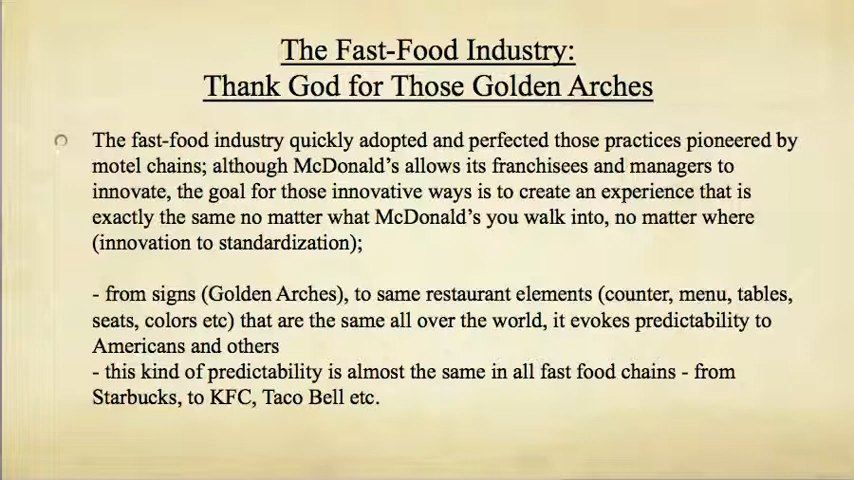 The Fast-Food Industry:
Thank God for Those Golden Arches
The fast-food industry quickly adopted and perfected those practices pioneered by
motel chains; although McDonald's allows its franchisees and managers to
innovate, the goal for those innovative ways is to create an experience that is
exactly the same no matter what McDonald's you walk into, no matter where
(innovation to standardization);
- from signs (Golden Arches), to same restaurant elements (counter, menu, tables,
seats, colors etc) that are the same all over the world, it evokes predictability to
Americans and others
- this kind of predictability is almost the same in all fast food chains - from
Starbucks, to KFC, Taco Bell etc.